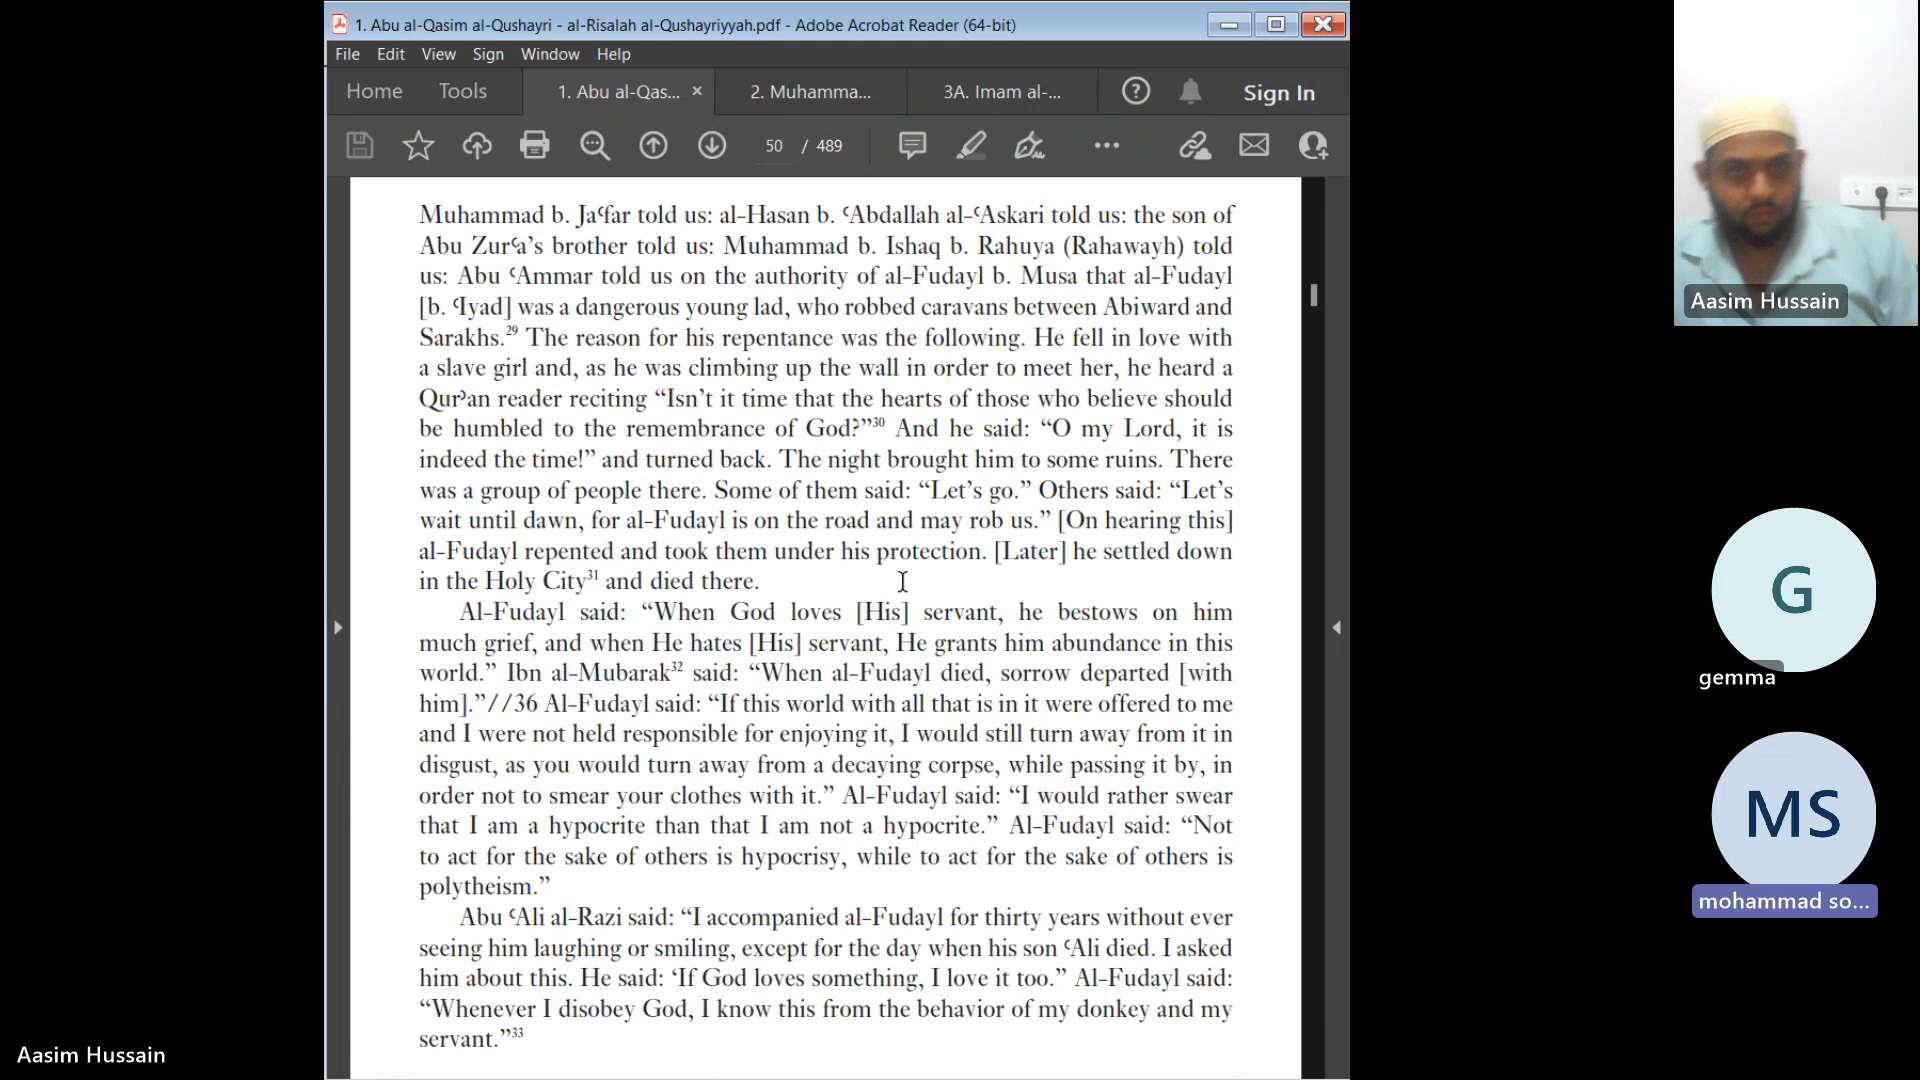 1. Abu al-Qasim al-Qushayri - al-Risalah al-Qushayriyyah.pdf - Adobe Acrobat Reader (64-bit)
File Edit View Sign Window Help
Home Tools 1. Abu al-Qas... × 2. Muhamma... 3A. Imam al-... ? Sign In
50 / 489
Muhammad b. Jaʿfar told us: al-Hasan b. ʿAbdallah al-ʿAskari told us: the son of
Abu Zurʿa’s brother told us: Muhammad b. Ishaq b. Rahuya (Rahawayh) told
us: Abu ʿAmmar told us on the authority of al-Fudayl b. Musa that al-Fudayl
[b. ʿIyad] was a dangerous young lad, who robbed caravans between Abiward and
Sarakhs.²⁹ The reason for his repentance was the following. He fell in love with
a slave girl and, as he was climbing up the wall in order to meet her, he heard a
Qurʾan reader reciting “Isn’t it time that the hearts of those who believe should
be humbled to the remembrance of God?”³⁰ And he said: “O my Lord, it is
indeed the time!” and turned back. The night brought him to some ruins. There
was a group of people there. Some of them said: “Let’s go.” Others said: “Let’s
wait until dawn, for al-Fudayl is on the road and may rob us.” [On hearing this]
al-Fudayl repented and took them under his protection. [Later] he settled down
in the Holy City³¹ and died there.
Al-Fudayl said: “When God loves [His] servant, he bestows on him
much grief, and when He hates [His] servant, He grants him abundance in this
world.” Ibn al-Mubarak³² said: “When al-Fudayl died, sorrow departed [with
him].”//36 Al-Fudayl said: “If this world with all that is in it were offered to me
and I were not held responsible for enjoying it, I would still turn away from it in
disgust, as you would turn away from a decaying corpse, while passing it by, in
order not to smear your clothes with it.” Al-Fudayl said: “I would rather swear
that I am a hypocrite than that I am not a hypocrite.” Al-Fudayl said: “Not
to act for the sake of others is hypocrisy, while to act for the sake of others is
polytheism.”
Abu ʿAli al-Razi said: “I accompanied al-Fudayl for thirty years without ever
seeing him laughing or smiling, except for the day when his son ʿAli died. I asked
him about this. He said: ‘If God loves something, I love it too.” Al-Fudayl said:
“Whenever I disobey God, I know this from the behavior of my donkey and my
servant.”³³
Aasim Hussain
G
gemma
MS
mohammad so...
Aasim Hussain